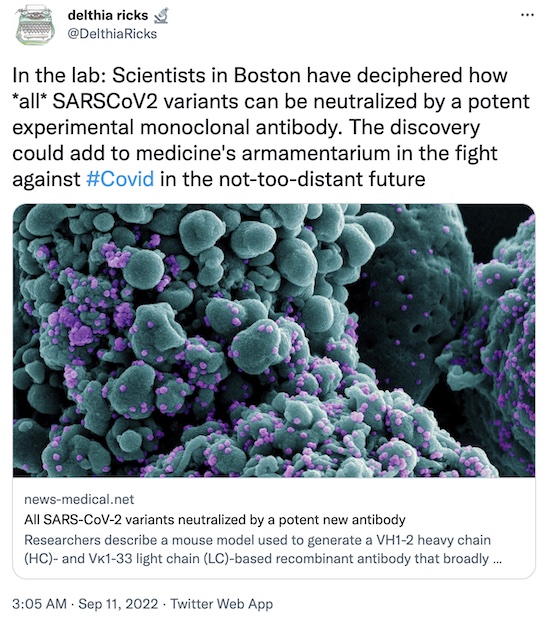 delthia ricks 🔬
@DelthiaRicks
In the lab: Scientists in Boston have deciphered how
*all* SARSCoV2 variants can be neutralized by a potent
experimental monoclonal antibody. The discovery
could add to medicine's armamentarium in the fight
against #Covid in the not-too-distant future
news-medical.net
All SARS-CoV-2 variants neutralized by a potent new antibody
Researchers describe a mouse model used to generate a VH1-2 heavy chain
(HC)- and Vκ1-33 light chain (LC)-based recombinant antibody that broadly ...
3:05 AM · Sep 11, 2022 · Twitter Web App